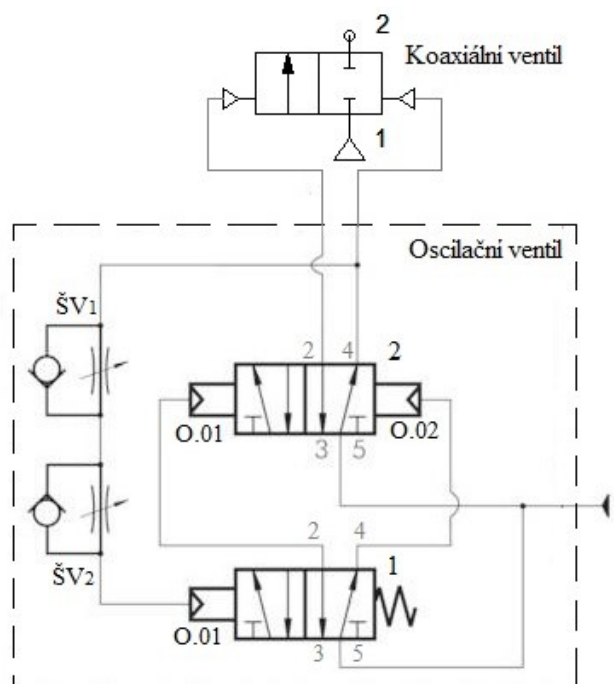 2
Koaxiální ventil
1
Oscilační ventil
ŠV1
2 4 2
O.01 3 5 O.02
ŠV2
2 4 1
O.01 3 5